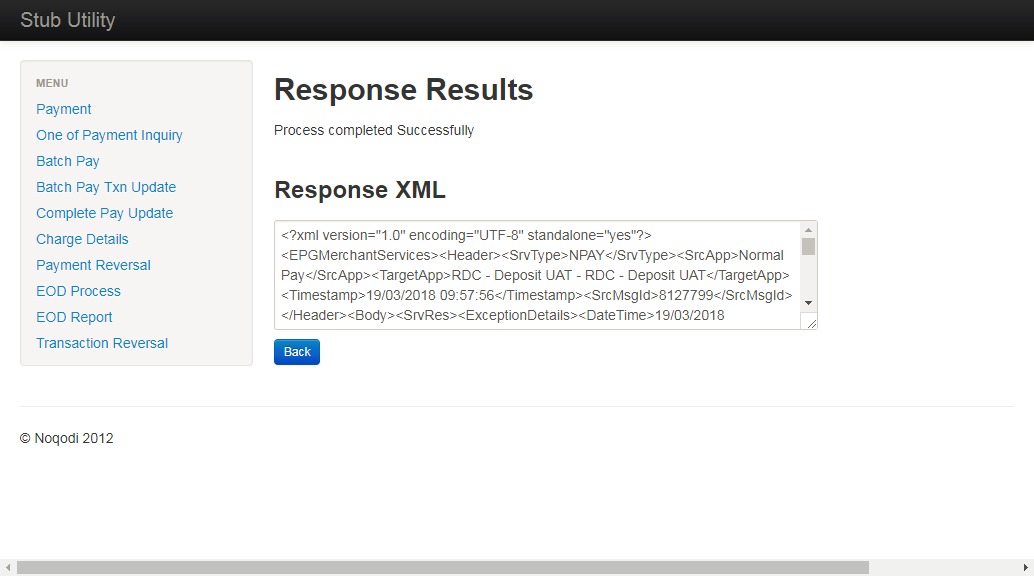 Stub Utility
MENU
Payment
One of Payment Inquiry
Batch Pay
Batch Pay Txn Update
Complete Pay Update
Charge Details
Payment Reversal
EOD Process
EOD Report
Transaction Reversal
Response Results
Process completed Successfully
Response XML
<?xml version="1.0" encoding="UTF-8" standalone="yes"?>
<EPGMerchantServices><Header><SrvType>NPAY</SrvType><SrcApp>Normal
Pay</SrcApp><TargetApp>RDC - Deposit UAT - RDC - Deposit UAT</TargetApp>
<Timestamp>19/03/2018 09:57:56</Timestamp><SrcMsgId>8127799</SrcMsgId>
</Header><Body><SrvRes><ExceptionDetails><DateTime>19/03/2018
Back
© Noqodi 2012